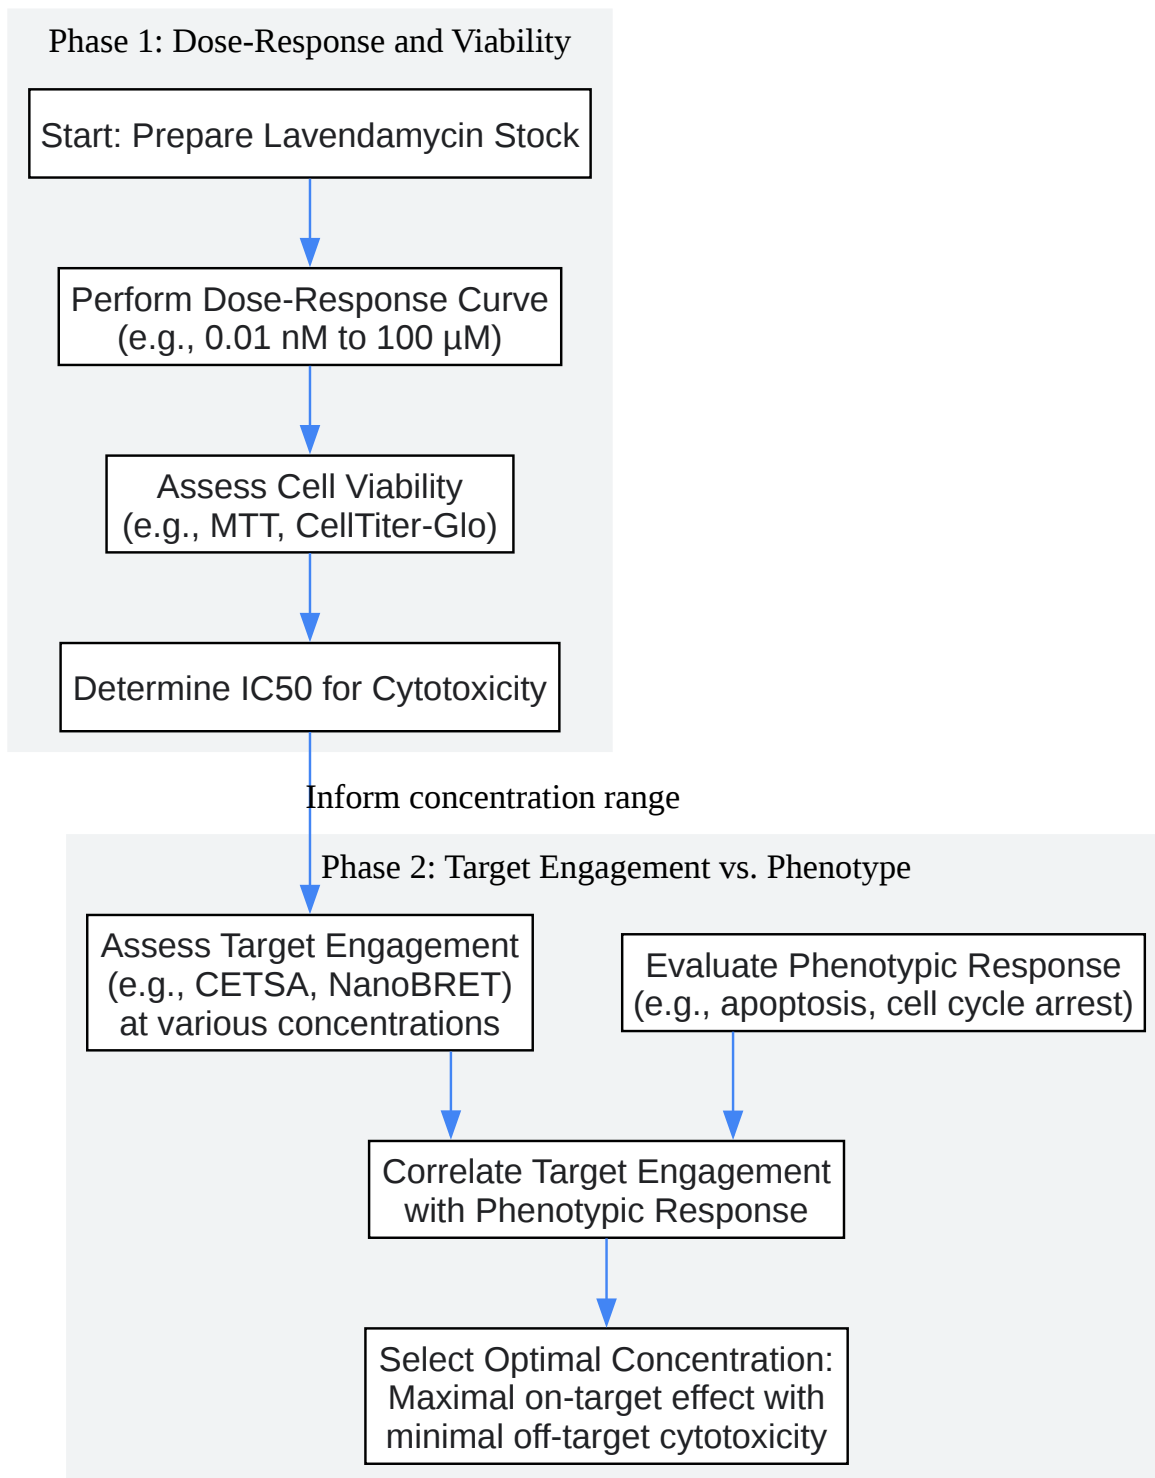 Phase 1: Dose-Response and Viability
Start: Prepare Lavendamycin Stock
Perform Dose-Response Curve
(e.g., 0.01 nM to 100 µM)
Assess Cell Viability
(e.g., MTT, CellTiter-Glo)
Determine IC50 for Cytotoxicity
Inform concentration range
Phase 2: Target Engagement vs. Phenotype
Assess Target Engagement
(e.g., CETSA, NanoBRET)
at various concentrations
Evaluate Phenotypic Response
(e.g., apoptosis, cell cycle arrest)
Correlate Target Engagement
with Phenotypic Response
Select Optimal Concentration:
Maximal on-target effect with
minimal off-target cytotoxicity